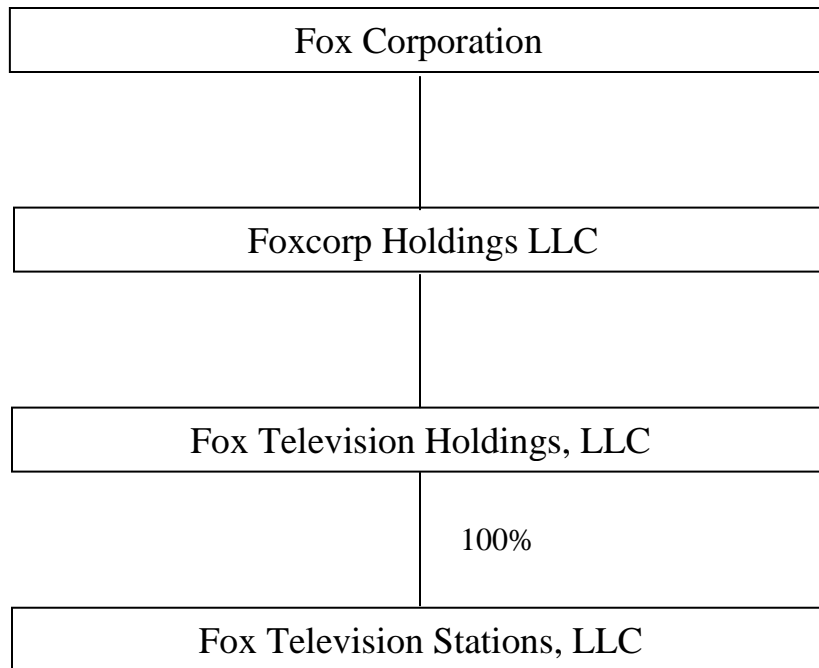 Fox Corporation
Foxcorp Holdings LLC
Fox Television Holdings, LLC
100%
Fox Television Stations, LLC